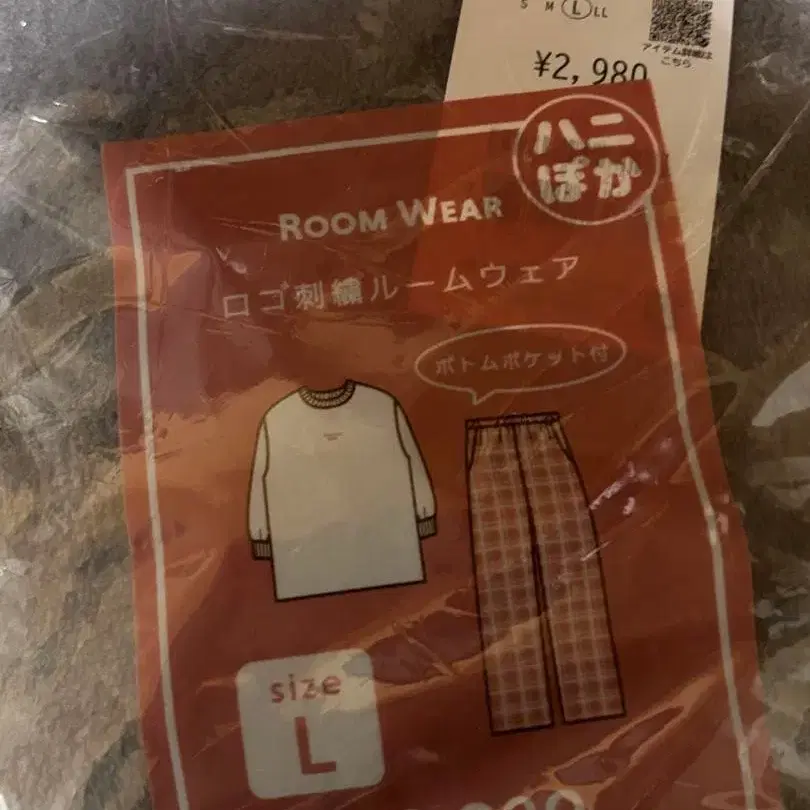 S M L LL
アイテム詳細は
こちら
¥2,980
ハニ
ぽか
ROOM WEAR
ロゴ刺繍ルームウェア
ボトムポケット付
size
L